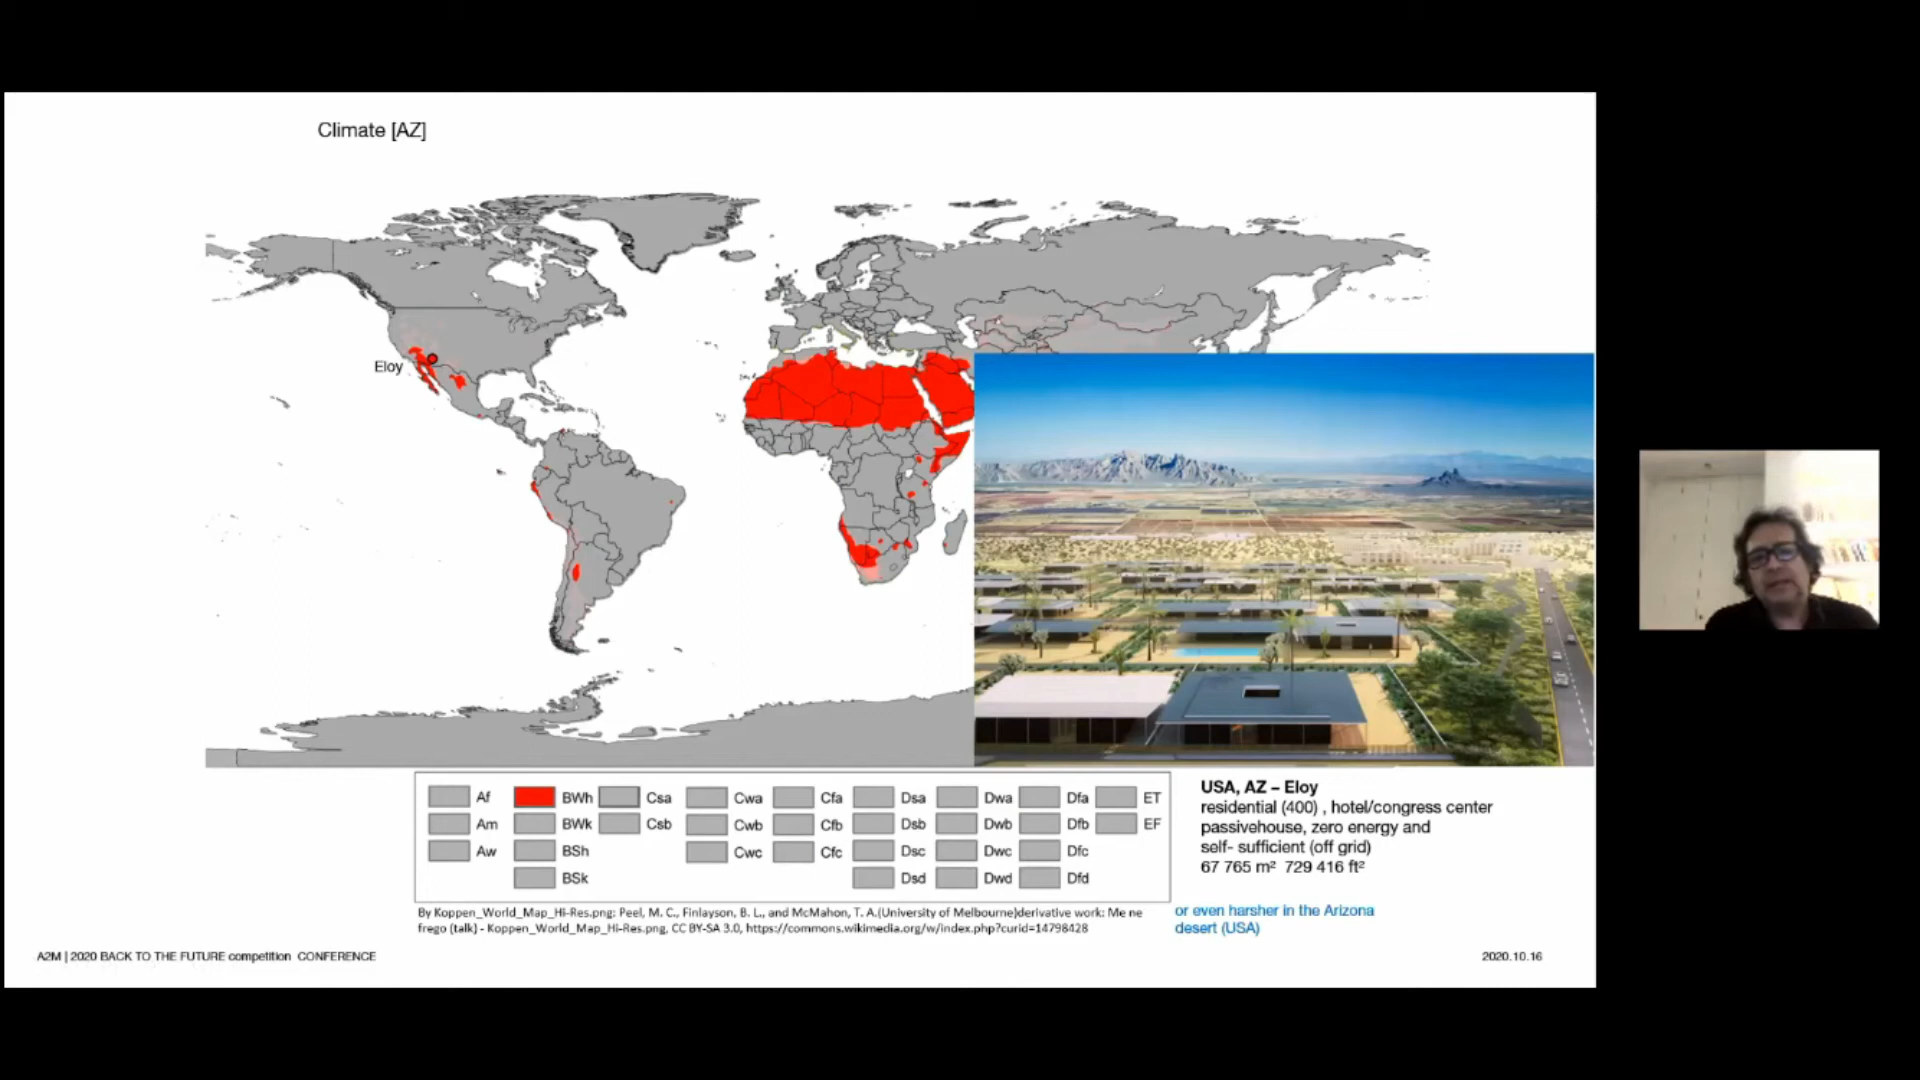 Climate [AZ]
Eloy
Af BWh Csa Cwa Cfa Dsa Dwa Dfa ET
Am BWk Csb Cwb Cfb Dsb Dwb Dfb EF
Aw BSh Cwc Cfc Dsc Dwc Dfc
BSk Dsd Dwd Dfd
USA, AZ – Eloy
residential (400) , hotel/congress center
passivehouse, zero energy and
self- sufficient (off grid)
67 765 m² 729 416 ft²
By Koppen_World_Map_Hi-Res.png: Peel, M. C., Finlayson, B. L., and McMahon, T. A.(University of Melbourne)derivative work: Me ne
frego (talk) - Koppen_World_Map_Hi-Res.png, CC BY-SA 3.0, https://commons.wikimedia.org/w/index.php?curid=14798428
or even harsher in the Arizona
desert (USA)
A2M | 2020 BACK TO THE FUTURE competition CONFERENCE
2020.10.16